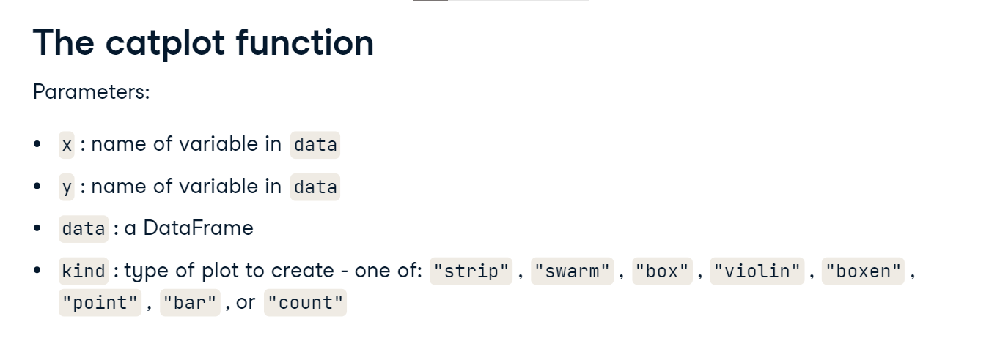 The catplot function
Parameters:
• x : name of variable in data
• y : name of variable in data
• data : a DataFrame
• kind : type of plot to create - one of: "strip" , "swarm" , "box" , "violin" , "boxen" ,
"point" , "bar" , or "count"